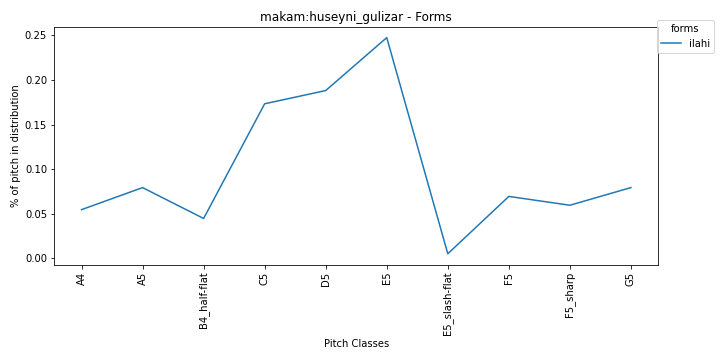 makam:huseyni_gulizar - Forms
forms
ilahi
% of pitch in distribution
0.25
0.20
0.15
0.10
0.05
0.00
A4
A5
B4_half-flat
C5
D5
E5
E5_slash-flat
F5
F5_sharp
G5
Pitch Classes